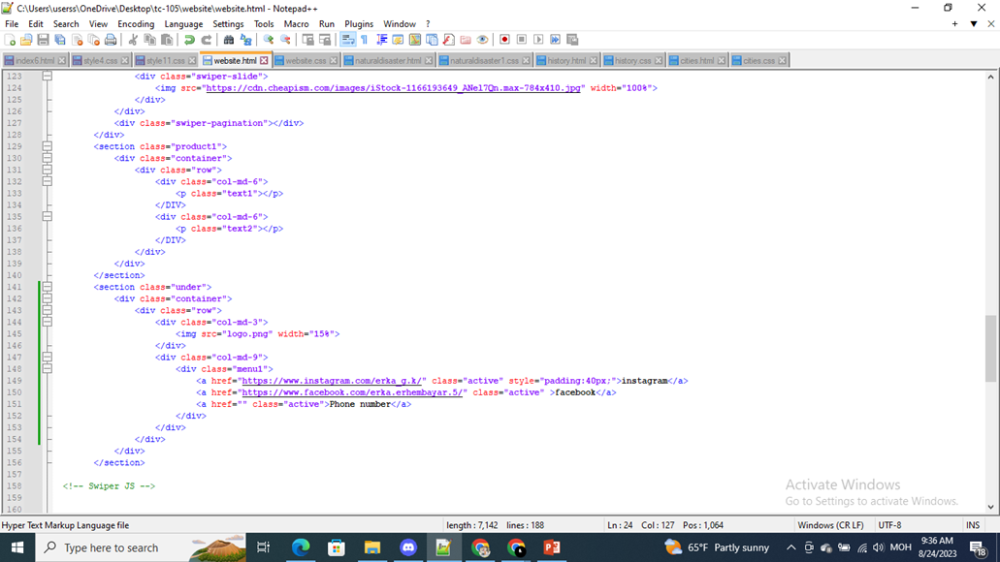 C:\Users\userss\OneDrive\Desktop\tc-105\website\website.html - Notepad++
File Edit Search View Encoding Language Settings Tools Macro Run Plugins Window ?
index6.html style4.css style11.css website.html website.css naturaldisaster.html naturaldisaster1.css history.html history.css cities.html cities.css
123 <div class="swiper-slide">
124 <img src="https://cdn.cheapism.com/images/iStock-1166193649_ANel7Qn.max-784x410.jpg" width="100%">
125 </div>
126 </div>
127 <div class="swiper-pagination"></div>
128 </div>
129 <section class="product1">
130 <div class="container">
131 <div class="row">
132 <div class="col-md-6">
133 <p class="text1"></p>
134 </DIV>
135 <div class="col-md-6">
136 <p class="text2"></p>
137 </DIV>
138 </div>
139 </div>
140 </section>
141 <section class="under">
142 <div class="container">
143 <div class="row">
144 <div class="col-md-3">
145 <img src="logo.png" width="15%">
146 </div>
147 <div class="col-md-9">
148 <div class="menu1">
149 <a href="https://www.instagram.com/erka_g.k/" class="active" style="padding:40px;">instagram</a>
150 <a href="https://www.facebook.com/erka.erhembayar.5/" class="active" >facebook</a>
151 <a href="" class="active">Phone number</a>
152 </div>
153 </div>
154 </div>
155 </div>
156 </section>
157
158 <!-- Swiper JS -->
159
160
Activate Windows
Go to Settings to activate Windows.
Hyper Text Markup Language file length : 7,142 lines : 188 Ln : 24 Col : 127 Pos : 1,064 Windows (CR LF) UTF-8 INS
Type here to search 65°F Partly sunny MOH 9:36 AM
8/24/2023 18